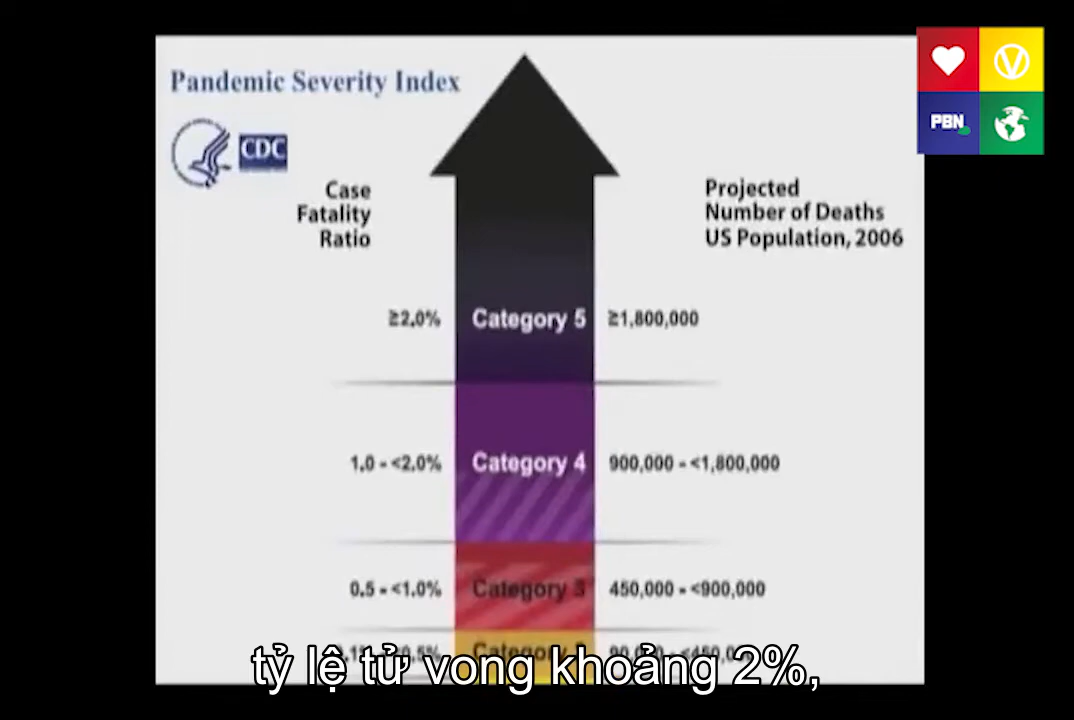 Pandemic Severity Index
CDC
PBN
Case
Fatality
Ratio
Projected
Number of Deaths
US Population, 2006
≥2.0% Category 5 ≥1,800,000
1.0 - <2.0% Category 4 900,000 - <1,800,000
0.5 - <1.0% Category 3 450,000 - <900,000
tỷ lệ tử vong khoảng 2%,